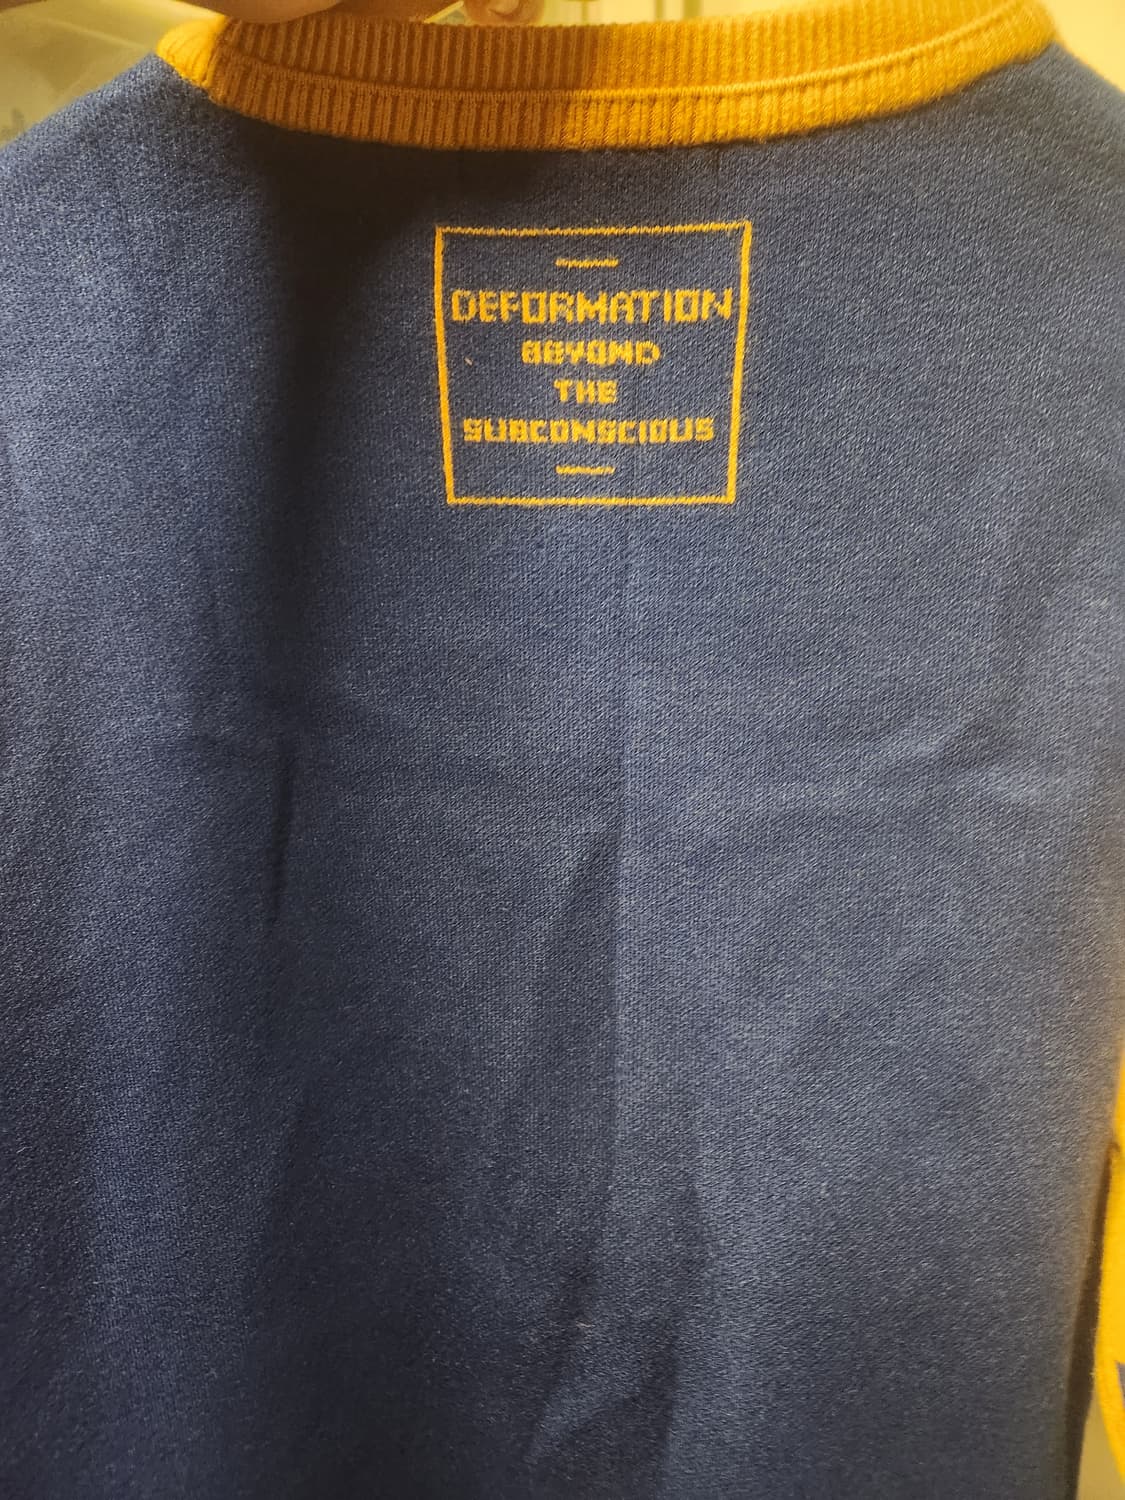 DEFORMATION
BEYOND
THE
SUBCONSCIOUS